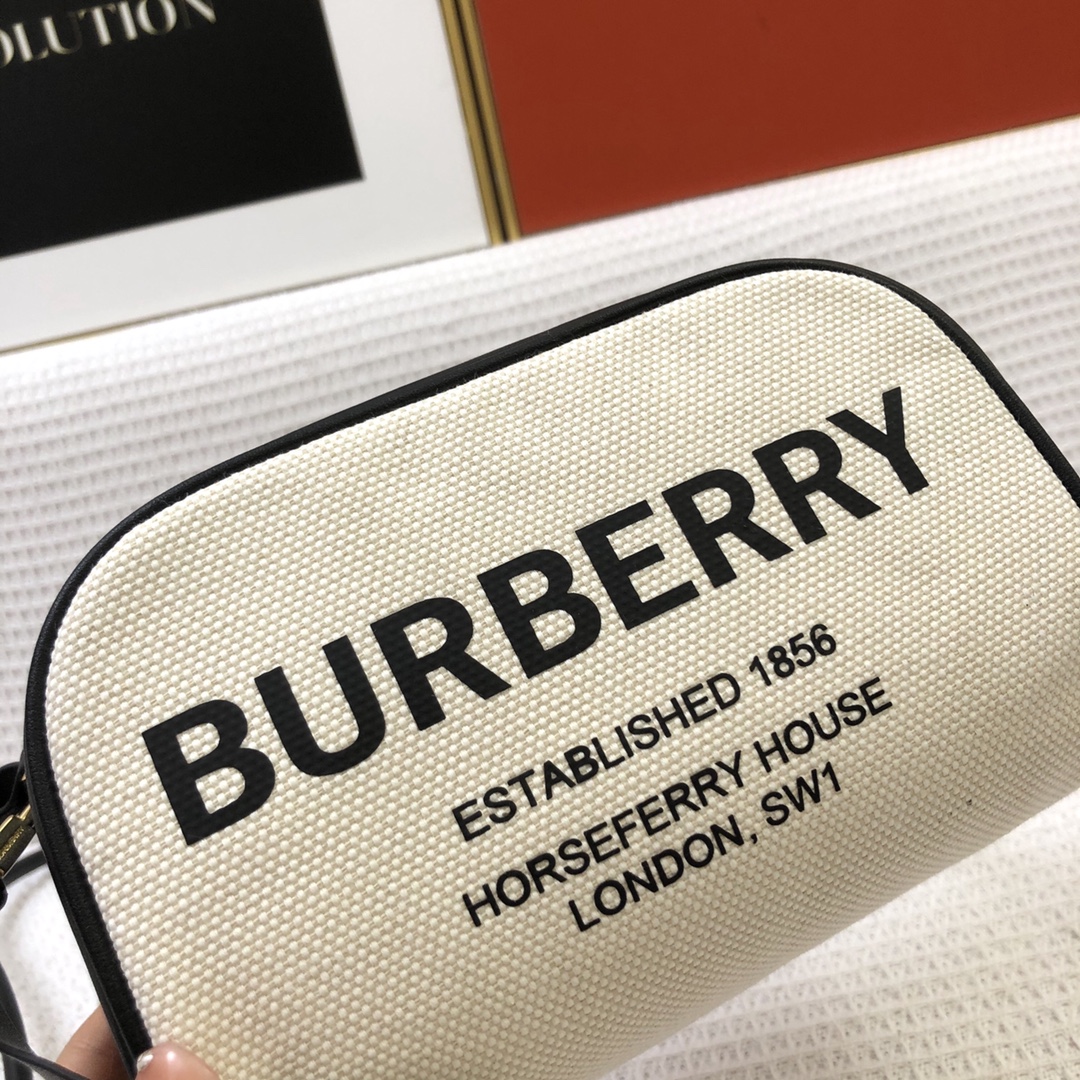 OLUTION
BURBERRY
ESTABLISHED 1856
HORSEFERRY HOUSE
LONDON, SW1